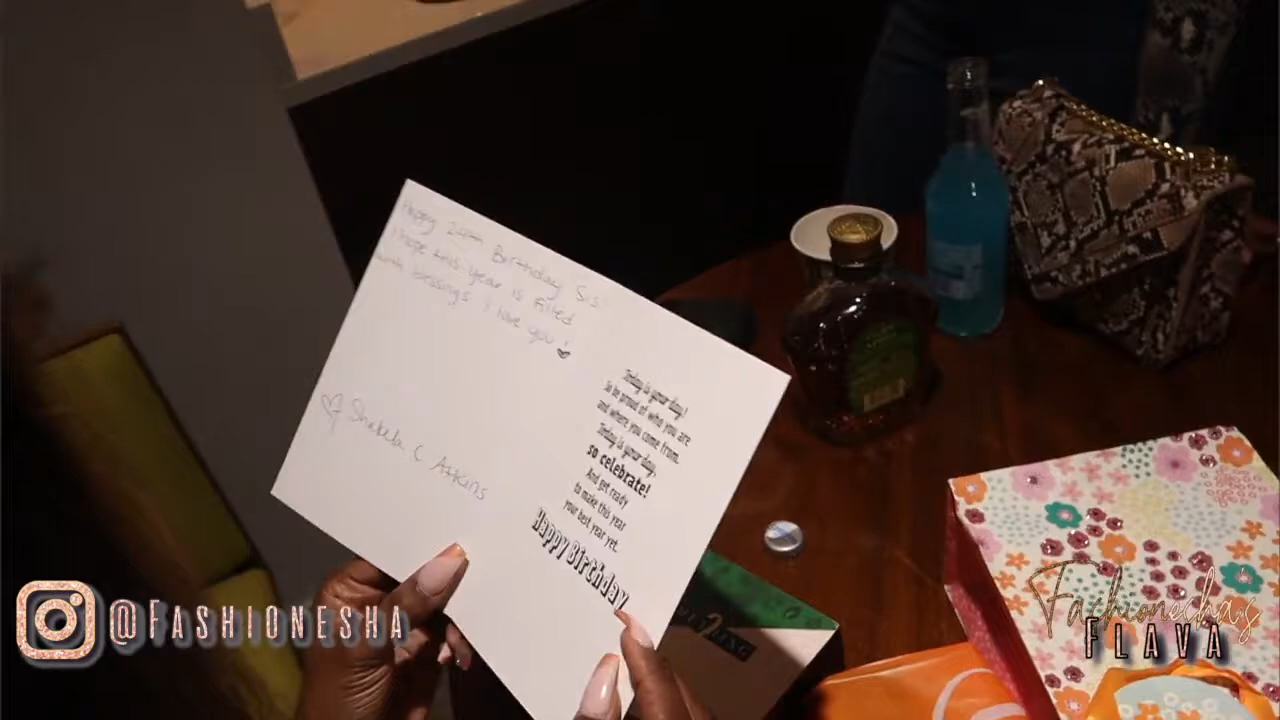 Happy 24th Birthday Sis
I hope this year is filled
with blessings I love you!
Shakela C Atkins
Today is your day!
So be proud of who you are
and where you come from.
Today is your day,
so celebrate!
And get ready
to make this year
your best year yet.
Happy Birthday
@FASHIONESHA
Fashionesha's
FLAVA